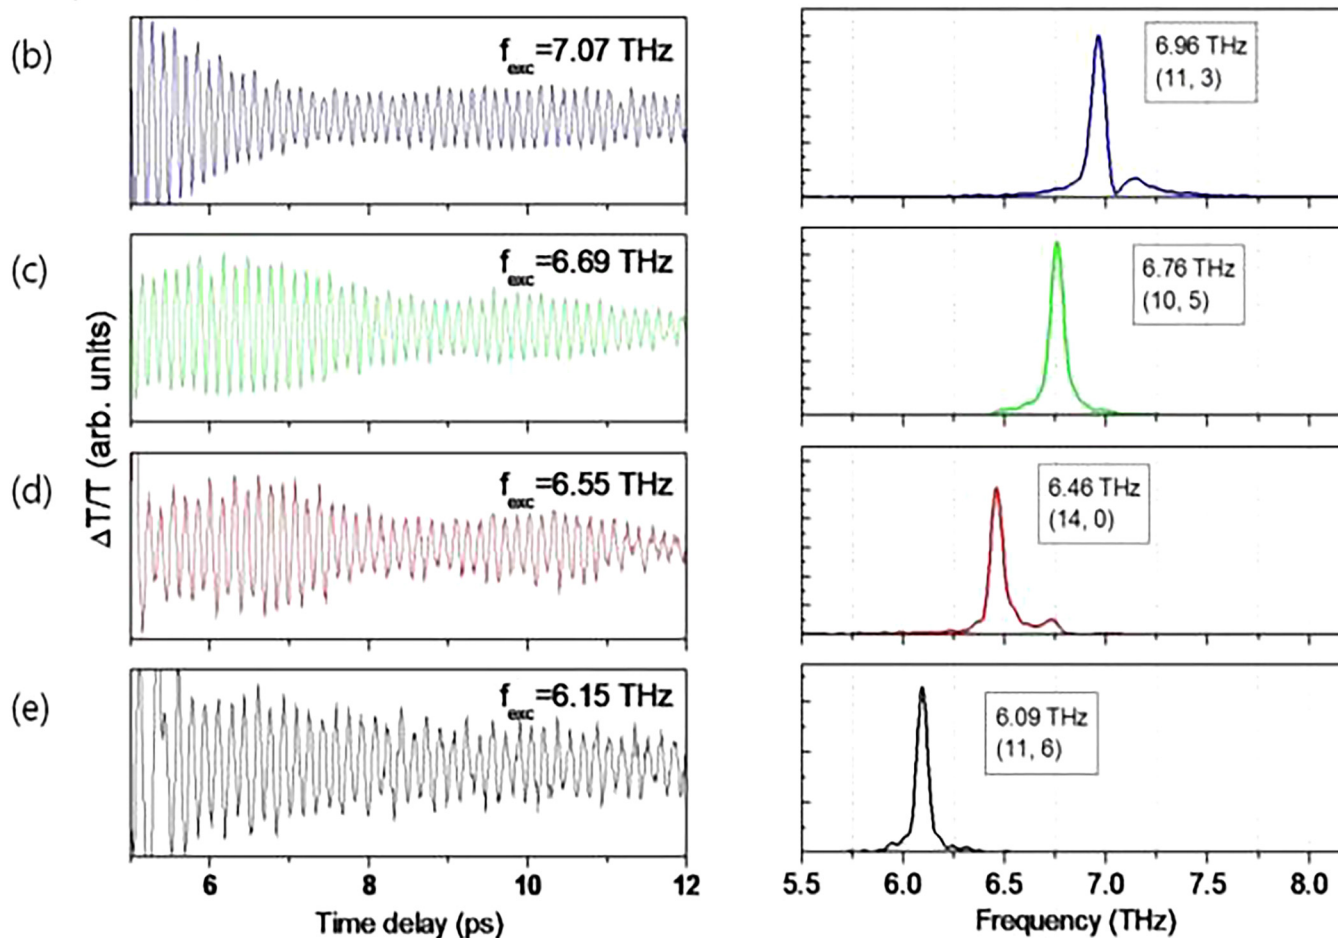 (b)
f_exc=7.07 THz
6.96 THz
(11, 3)
(c)
f_exc=6.69 THz
6.76 THz
(10, 5)
(d)
f_exc=6.55 THz
6.46 THz
(14, 0)
(e)
f_exc=6.15 THz
6.09 THz
(11, 6)
ΔT/T (arb. units)
6 8 10 12
Time delay (ps)
5.5 6.0 6.5 7.0 7.5 8.0
Frequency (THz)